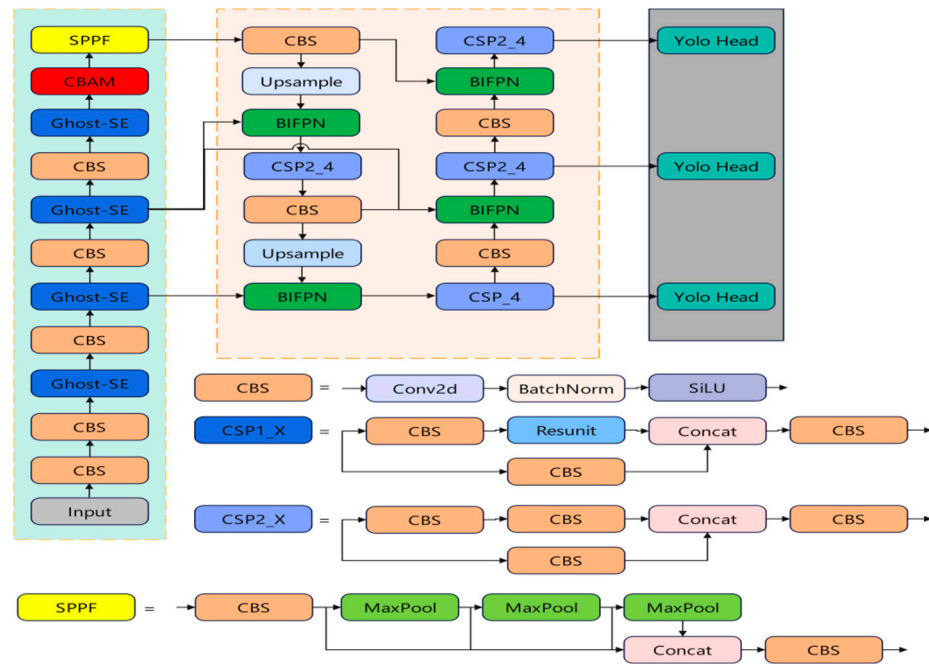 SPPF
CBAM
Ghost-SE
CBS
Ghost-SE
CBS
Ghost-SE
CBS
Ghost-SE
CBS
CBS
Input
CBS
Upsample
BIFPN
CSP2_4
CBS
Upsample
BIFPN
CSP2_4
BIFPN
CBS
CSP2_4
BIFPN
CBS
CSP_4
Yolo Head
Yolo Head
Yolo Head
CBS = Conv2d BatchNorm SiLU
CSP1_X = CBS Resunit Concat CBS
CBS
CSP2_X = CBS CBS Concat CBS
CBS
SPPF = CBS MaxPool MaxPool MaxPool
Concat CBS